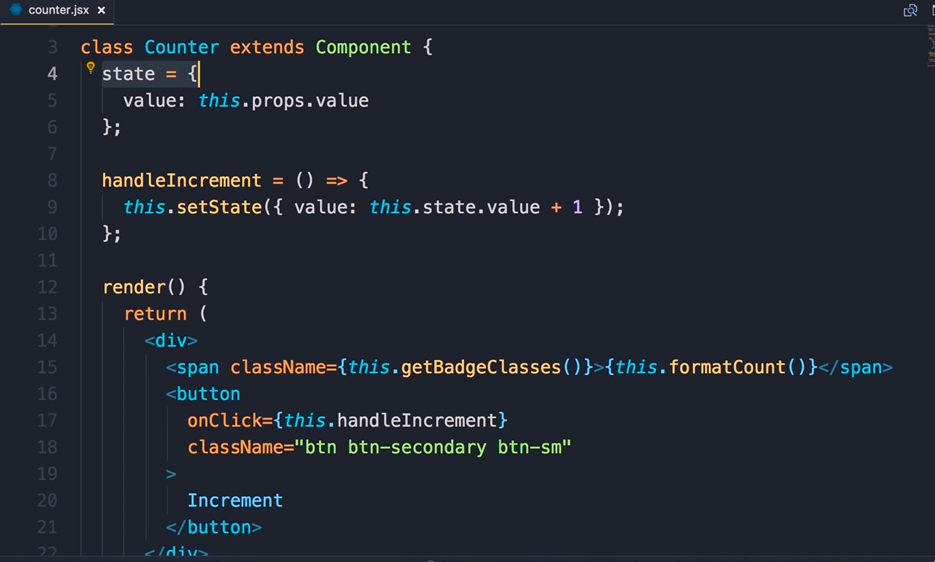 counter.jsx ×
3 class Counter extends Component {
4 state = {
5 value: this.props.value
6 };
7
8 handleIncrement = () => {
9 this.setState({ value: this.state.value + 1 });
10 };
11
12 render() {
13 return (
14 <div>
15 <span className={this.getBadgeClasses()}>{this.formatCount()}</span>
16 <button
17 onClick={this.handleIncrement}
18 className="btn btn-secondary btn-sm"
19 >
20 Increment
21 </button>
22 </div>